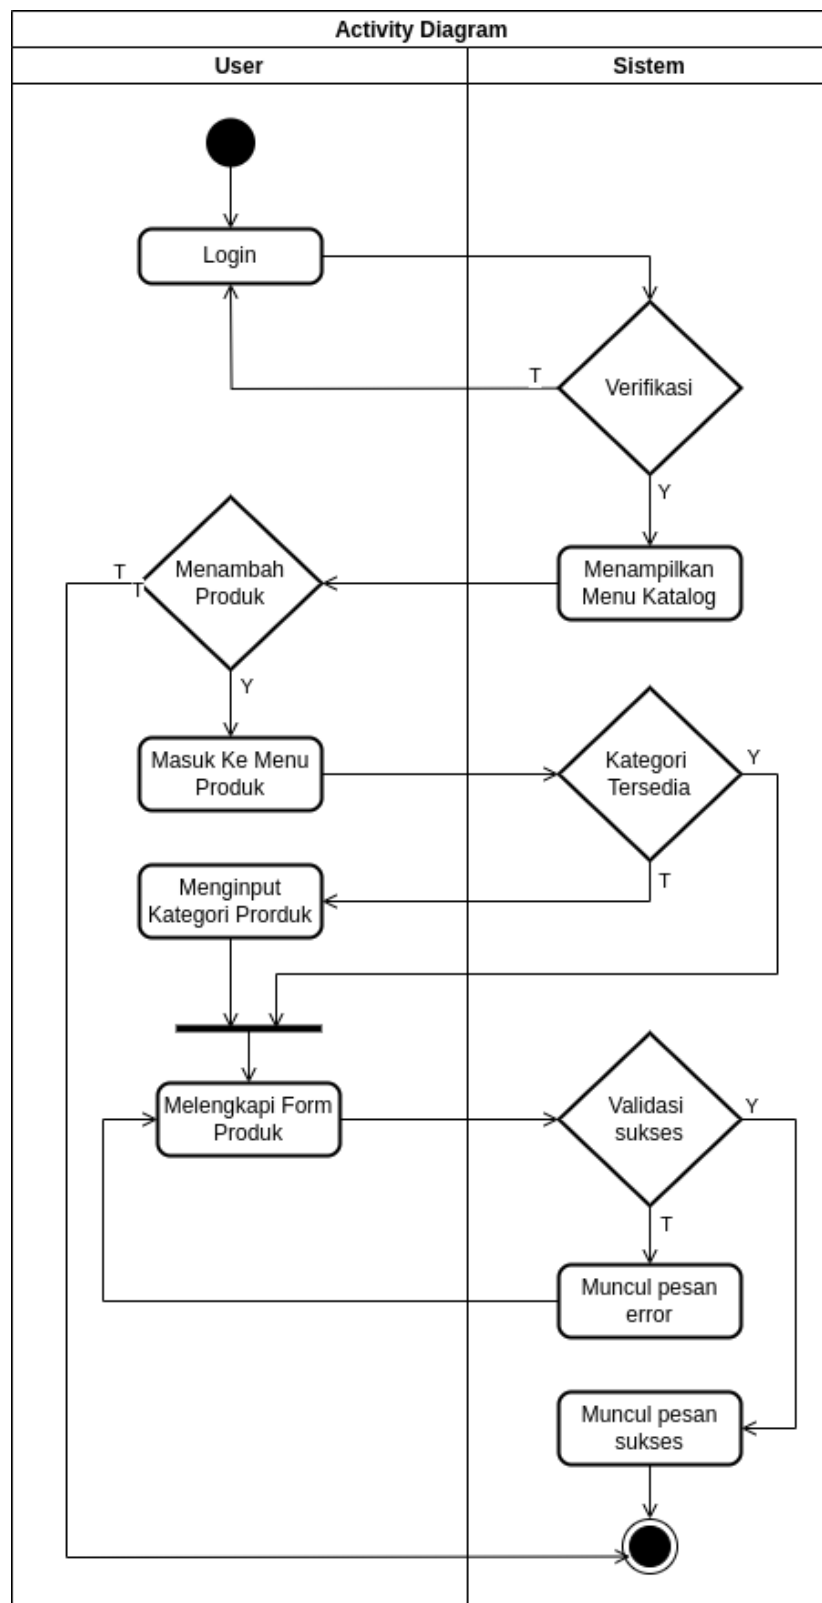 Activity Diagram
User
Sistem
Login
T
Verifikasi
Y
Menambah
Produk
T
T
Menampilkan
Menu Katalog
Y
Masuk Ke Menu
Produk
Kategori
Tersedia
Y
T
Menginput
Kategori Prorduk
Melengkapi Form
Produk
Validasi
sukses
Y
T
Muncul pesan
error
Muncul pesan
sukses